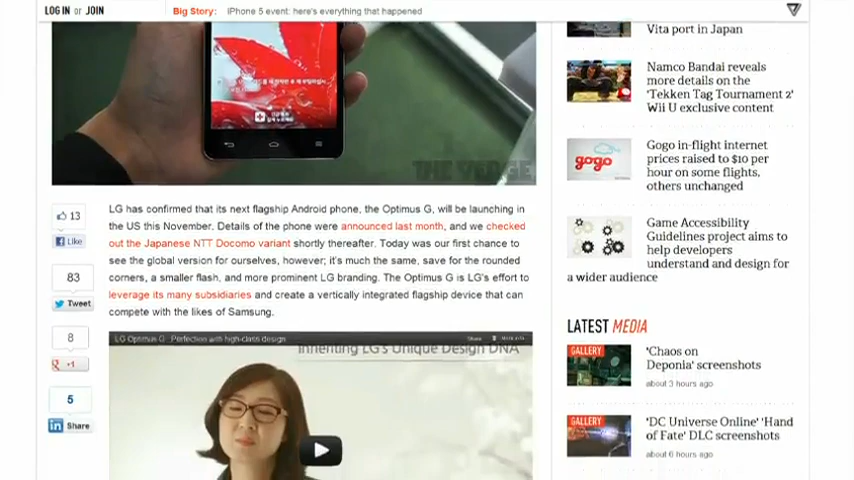 LOG IN or JOIN
Big Story: iPhone 5 event: here's everything that happened
THE VERGE
13
Like
83
Tweet
8
+1
5
in Share
LG has confirmed that its next flagship Android phone, the Optimus G, will be launching in
the US this November. Details of the phone were announced last month, and we checked
out the Japanese NTT Docomo variant shortly thereafter. Today was our first chance to
see the global version for ourselves, however; it's much the same, save for the rounded
corners, a smaller flash, and more prominent LG branding. The Optimus G is LG's effort to
leverage its many subsidiaries and create a vertically integrated flagship device that can
compete with the likes of Samsung.
LG Optimus G : Perfection with high-class design
Share
Inheriting LG's Unique Design DNA
Vita port in Japan
Namco Bandai reveals
more details on the
'Tekken Tag Tournament 2'
Wii U exclusive content
gogo
Gogo in-flight internet
prices raised to $10 per
hour on some flights,
others unchanged
Game Accessibility
Guidelines project aims to
help developers
understand and design for
a wider audience
LATEST MEDIA
GALLERY
'Chaos on
Deponia' screenshots
about 3 hours ago
GALLERY
'DC Universe Online' 'Hand
of Fate' DLC screenshots
about 6 hours ago